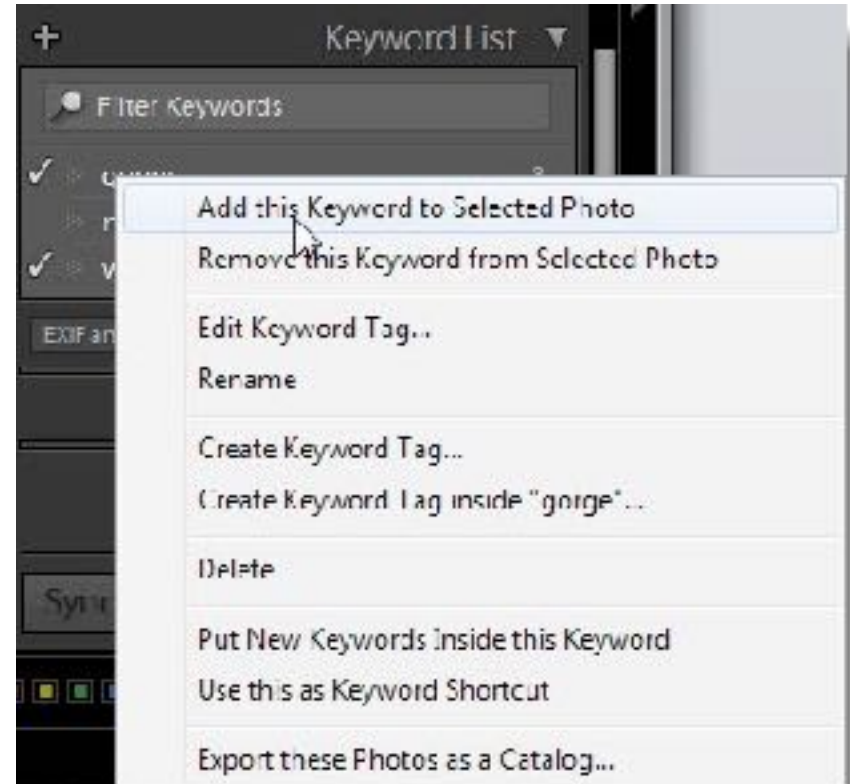 Keyword List
Filter Keywords
Add this Keyword to Selected Photo
Remove this Keyword from Selected Photo
EXIF an
Edit Keyword Tag...
Rename
Create Keyword Tag...
Create Keyword Tag inside "gorge"...
Delete
Put New Keywords Inside this Keyword
Use this as Keyword Shortcut
Export these Photos as a Catalog...